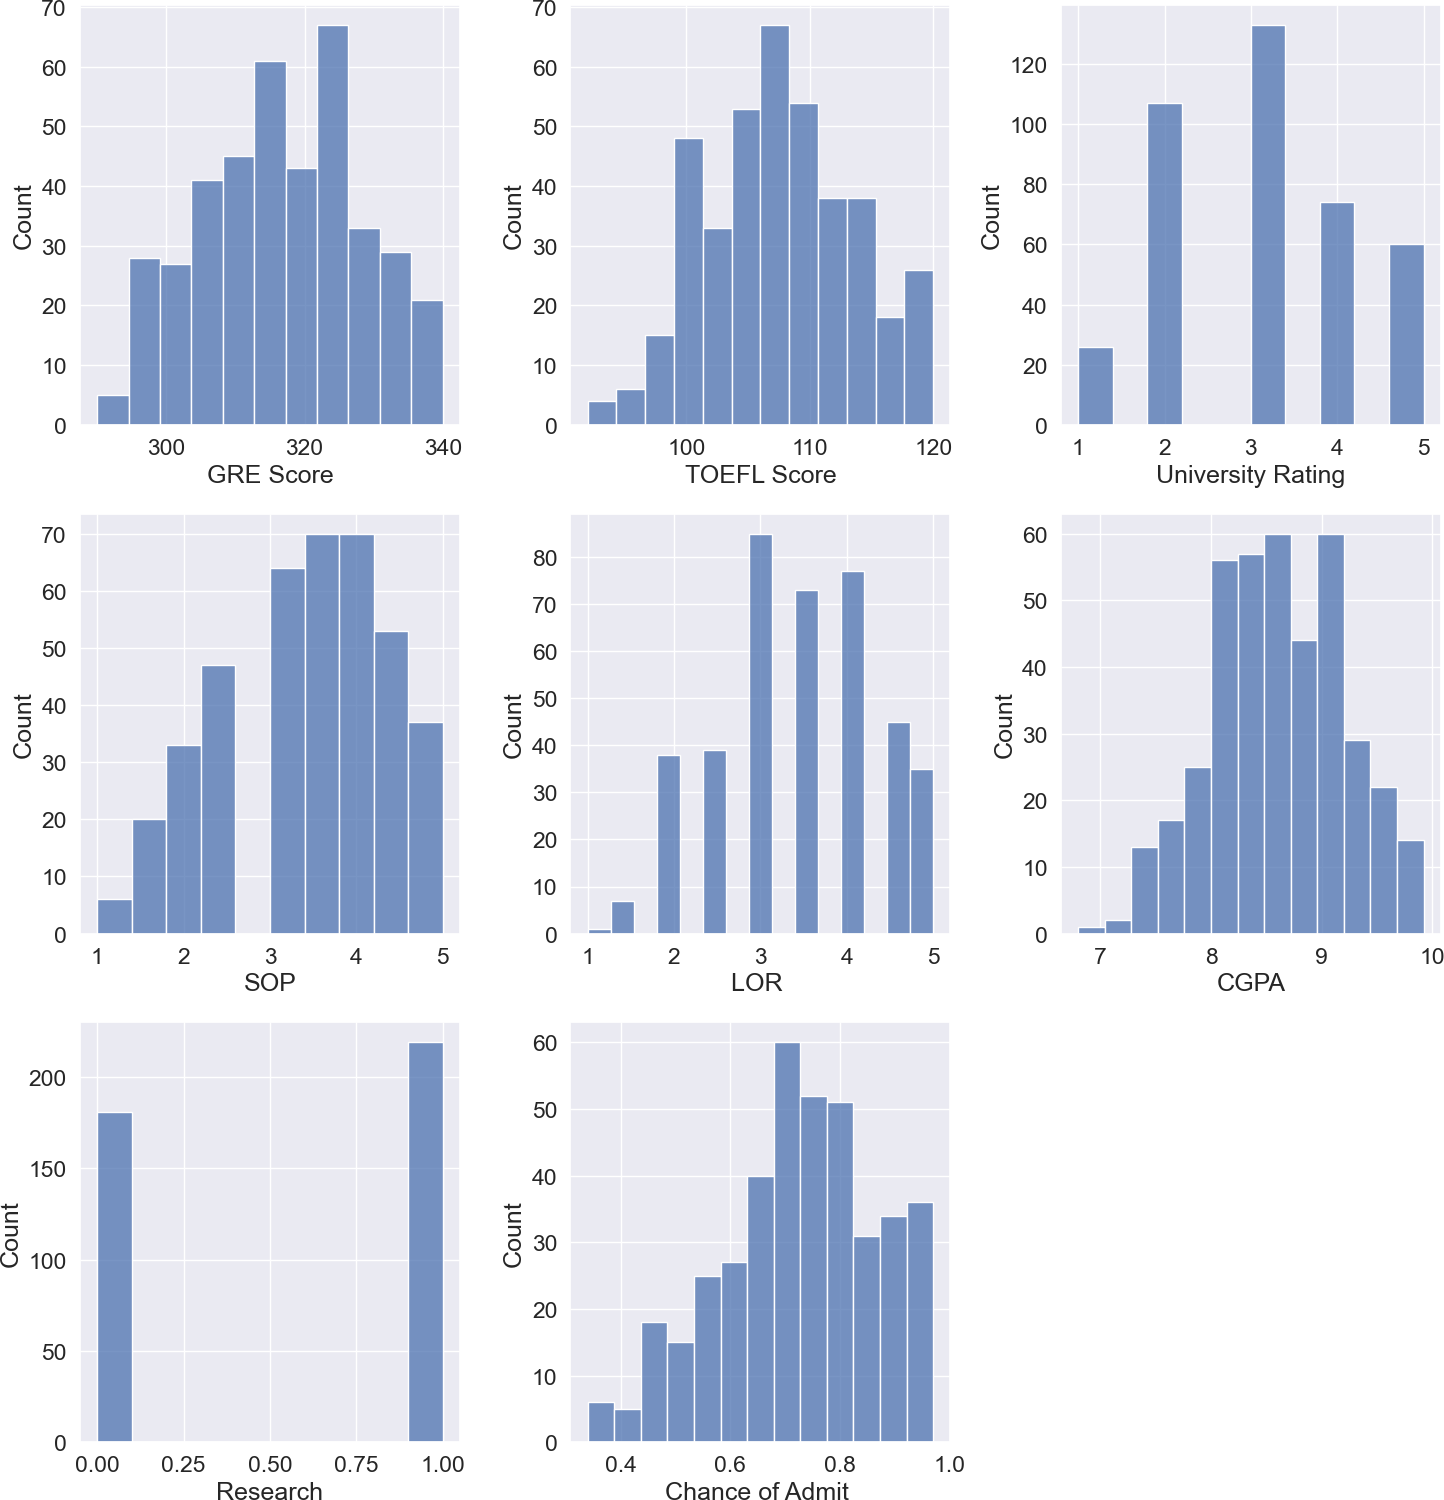 70
60
50
40
30
20
10
0
Count
300 320 340
GRE Score
70
60
50
40
30
20
10
0
Count
100 110 120
TOEFL Score
120
100
80
60
40
20
0
Count
1 2 3 4 5
University Rating
70
60
50
40
30
20
10
0
Count
1 2 3 4 5
SOP
80
70
60
50
40
30
20
10
0
Count
1 2 3 4 5
LOR
60
50
40
30
20
10
0
Count
7 8 9 10
CGPA
200
150
100
50
0
Count
0.00 0.25 0.50 0.75 1.00
Research
60
50
40
30
20
10
0
Count
0.4 0.6 0.8 1.0
Chance of Admit